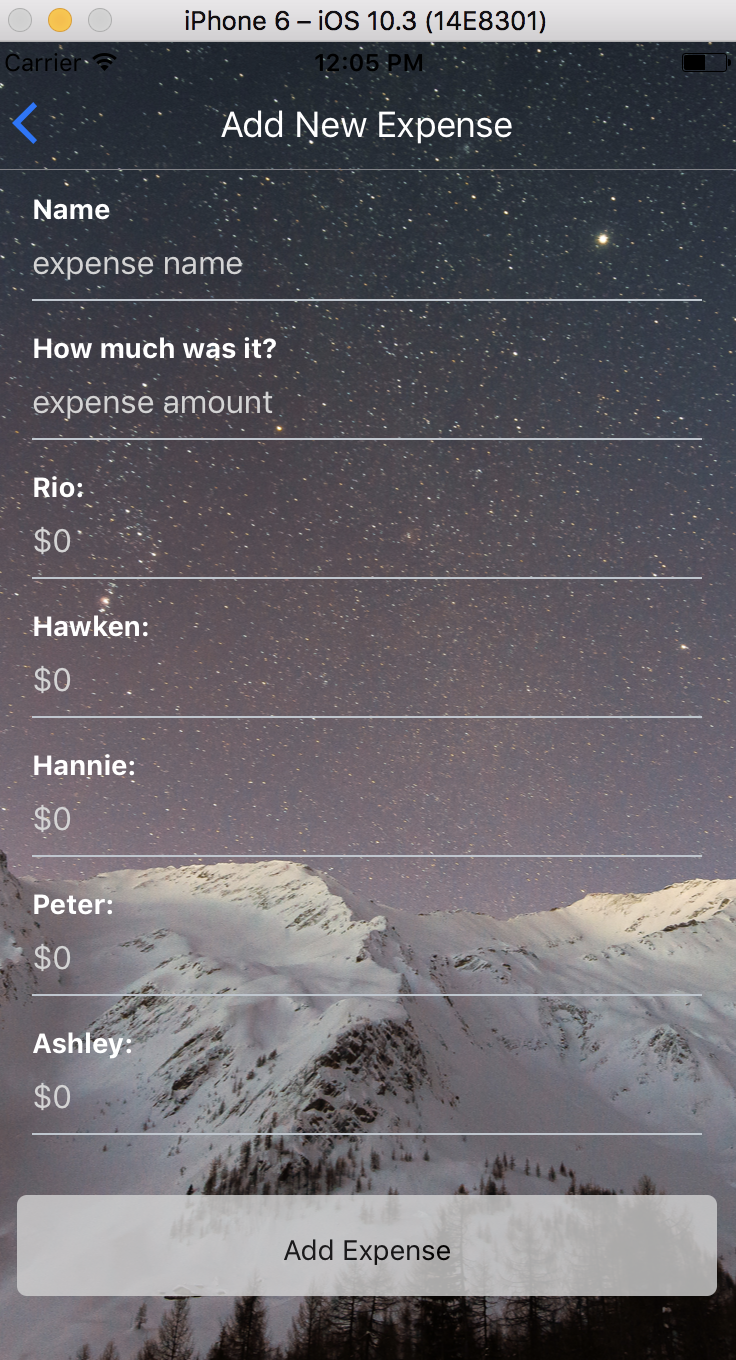 iPhone 6 – iOS 10.3 (14E8301)
Carrier 12:05 PM
Add New Expense
Name
expense name
How much was it?
expense amount
Rio:
$0
Hawken:
$0
Hannie:
$0
Peter:
$0
Ashley:
$0
Add Expense